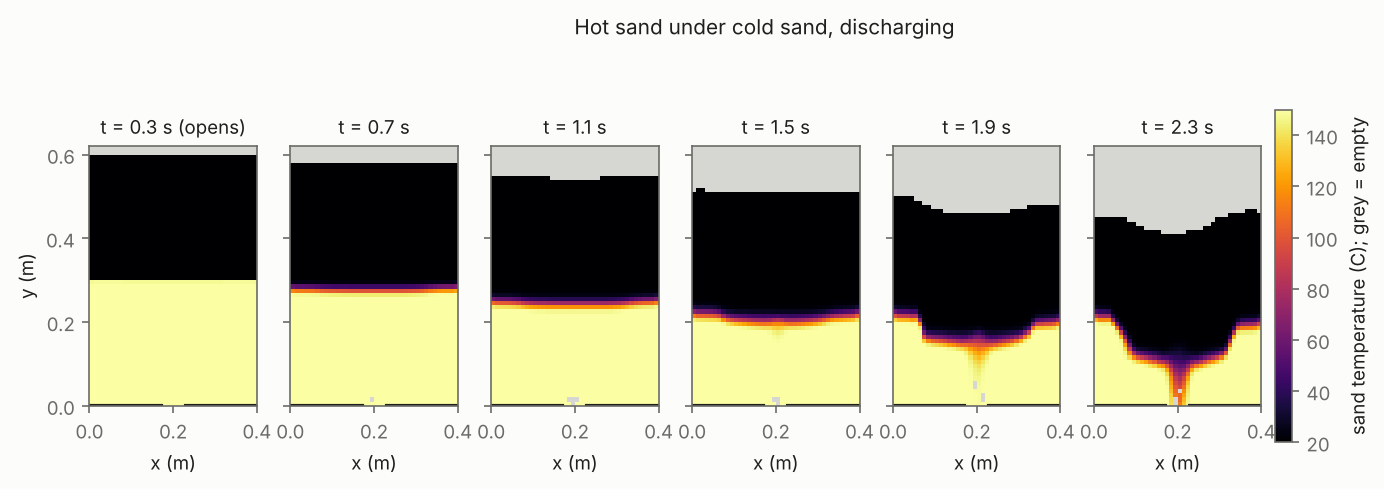 Hot sand under cold sand, discharging
t = 0.3 s (opens)
t = 0.7 s
t = 1.1 s
t = 1.5 s
t = 1.9 s
t = 2.3 s
y (m)
0.6
0.4
0.2
0.0
0.0 0.2 0.4
0.0 0.2 0.4
0.0 0.2 0.4
0.0 0.2 0.4
0.0 0.2 0.4
0.0 0.2 0.4
x (m)
x (m)
x (m)
x (m)
x (m)
x (m)
140
120
100
80
60
40
20
sand temperature (C); grey = empty